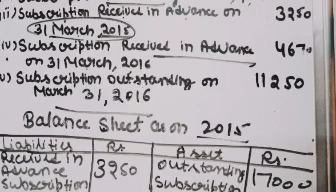 iii) Subscription Received in Advance on 3250
31 March, 2015
iv) Subscription Received in Advance 4670
on 31 March, 2016
v) Subscription outstanding on 11250
March 31, 2016
Balance Sheet as on 2015
Liabilities Rs. Asset Rs.
Received in Advance Subscription 3250 Outstanding Subscription 17000